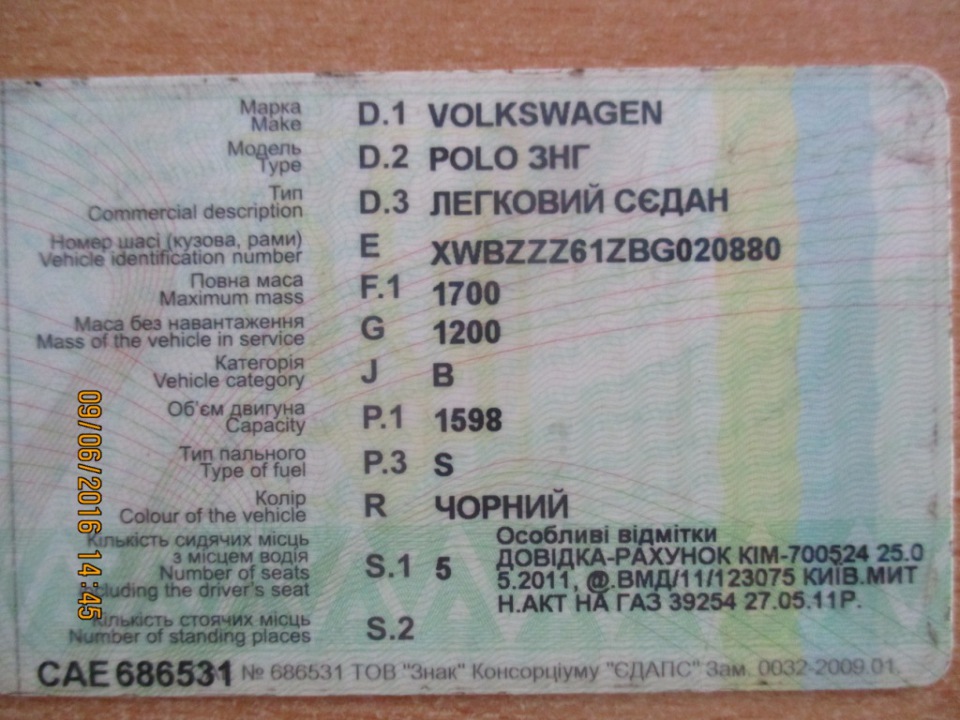 Марка
Make
D.1 VOLKSWAGEN
Модель
Type
D.2 POLO ЗНГ
Тип
Commercial description
D.3 ЛЕГКОВИЙ СЄДАН
Номер шасі (кузова, рами)
Vehicle identification number
E XWBZZZ61ZBG020880
Повна маса
Maximum mass
F.1 1700
Маса без навантаження
Mass of the vehicle in service
G 1200
Категорія
Vehicle category
J B
Об'єм двигуна
Capacity
P.1 1598
Тип пального
Type of fuel
P.3 S
Колір
Colour of the vehicle
R ЧОРНИЙ
Кількість сидячих місць
з місцем водія
Number of seats
including the driver's seat
S.1 5
Особливі відмітки
ДОВІДКА-РАХУНОК КІМ-700524 25.0
5.2011, @.ВМД/11/123075 КИЇВ.МИТ
Н.АКТ НА ГАЗ 39254 27.05.11Р.
Кількість стоячих місць
Number of standing places
S.2
САЕ 686531 № 686531 ТОВ "Знак" Консорціуму "ЄДАПС" Зам. 0032-2009.01.
09/06/2016 14:45